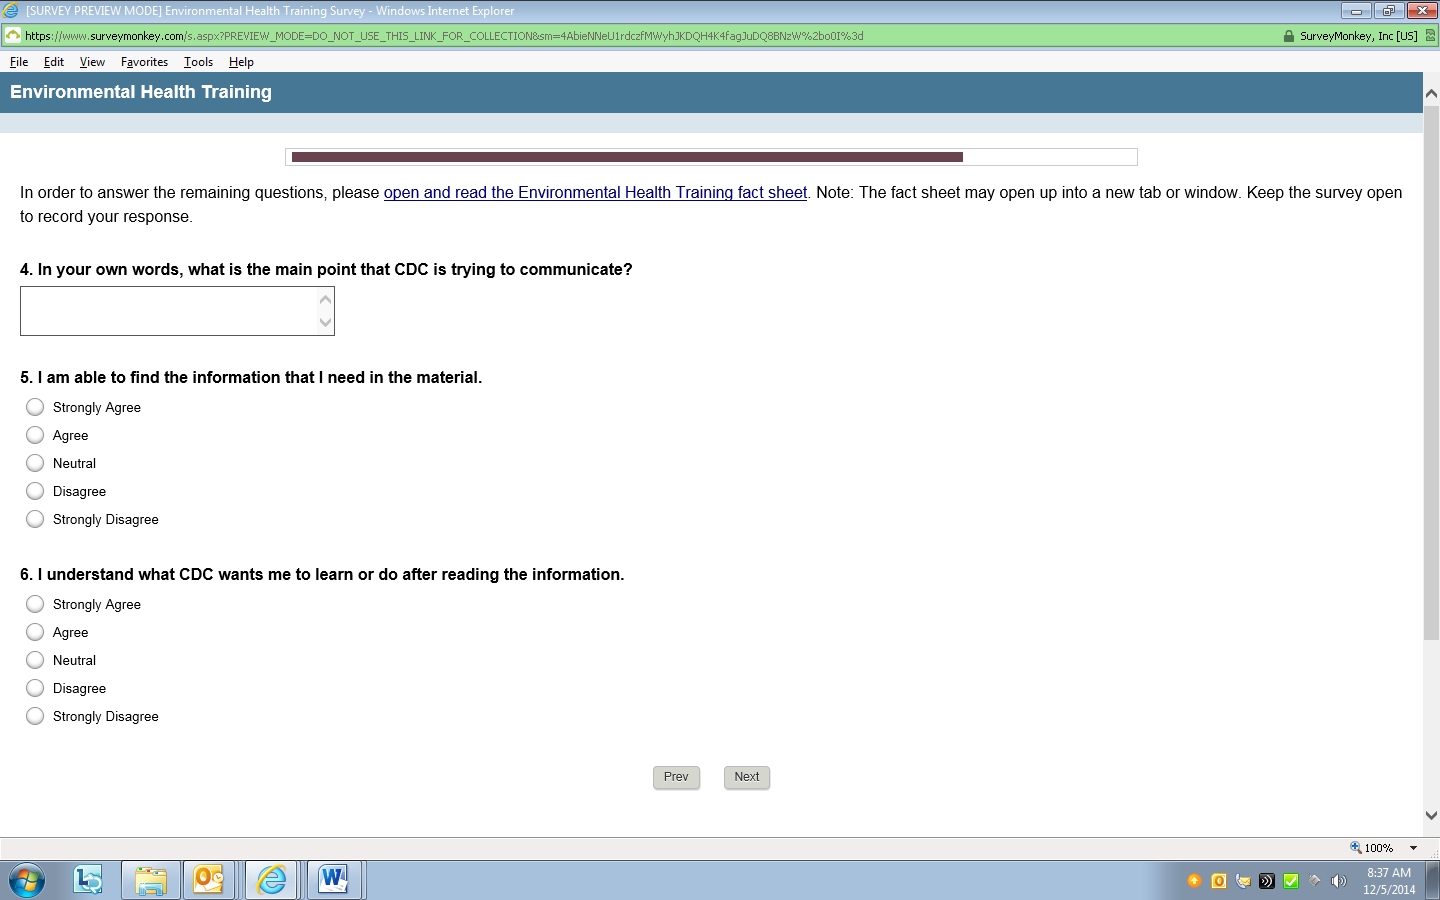 [SURVEY PREVIEW MODE] Environmental Health Training Survey - Windows Internet Explorer
https://www.surveymonkey.com/s.aspx?PREVIEW_MODE=DO_NOT_USE_THIS_LINK_FOR_COLLECTION&sm=4AbieNNeU1rdczfMWyhJKDQH4K4fagJuDQ8BNzW%2bo0I%3d
SurveyMonkey, Inc [US]
File Edit View Favorites Tools Help
Environmental Health Training
In order to answer the remaining questions, please open and read the Environmental Health Training fact sheet. Note: The fact sheet may open up into a new tab or window. Keep the survey open
to record your response.
4. In your own words, what is the main point that CDC is trying to communicate?
5. I am able to find the information that I need in the material.
Strongly Agree
Agree
Neutral
Disagree
Strongly Disagree
6. I understand what CDC wants me to learn or do after reading the information.
Strongly Agree
Agree
Neutral
Disagree
Strongly Disagree
Prev Next
100%
8:37 AM
12/5/2014